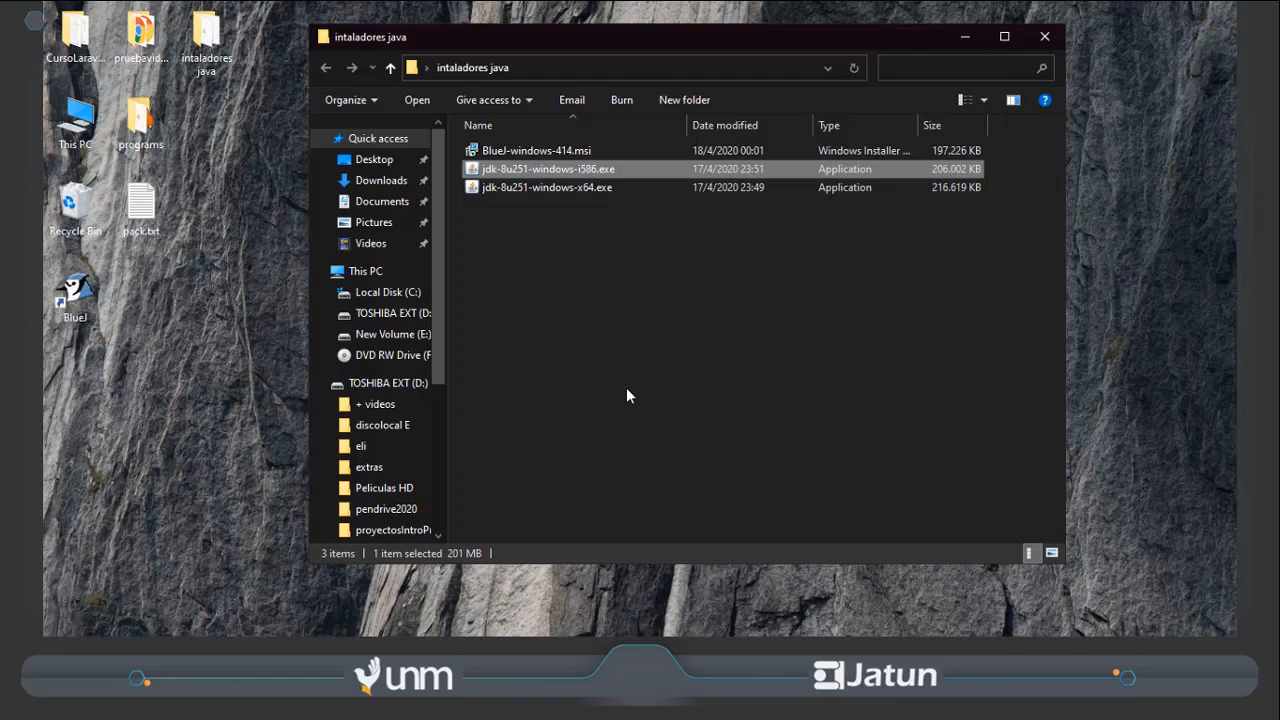 CursoLarav...
pruebavid...
intaladores
java
This PC
programs
Recycle Bin
pack.txt
BlueJ
intaladores java
intaladores java
Organize
Open
Give access to
Email
Burn
New folder
Name
Date modified
Type
Size
BlueJ-windows-414.msi
18/4/2020 00:01
Windows Installer ...
197.226 KB
jdk-8u251-windows-i586.exe
17/4/2020 23:51
Application
206.002 KB
jdk-8u251-windows-x64.exe
17/4/2020 23:49
Application
216.619 KB
Quick access
Desktop
Downloads
Documents
Pictures
Videos
This PC
Local Disk (C:)
TOSHIBA EXT (D:
New Volume (E:)
DVD RW Drive (F
TOSHIBA EXT (D:)
+ videos
discolocal E
eli
extras
Peliculas HD
pendrive2020
proyectosIntroPr
3 items
1 item selected 201 MB
unm
Jatun